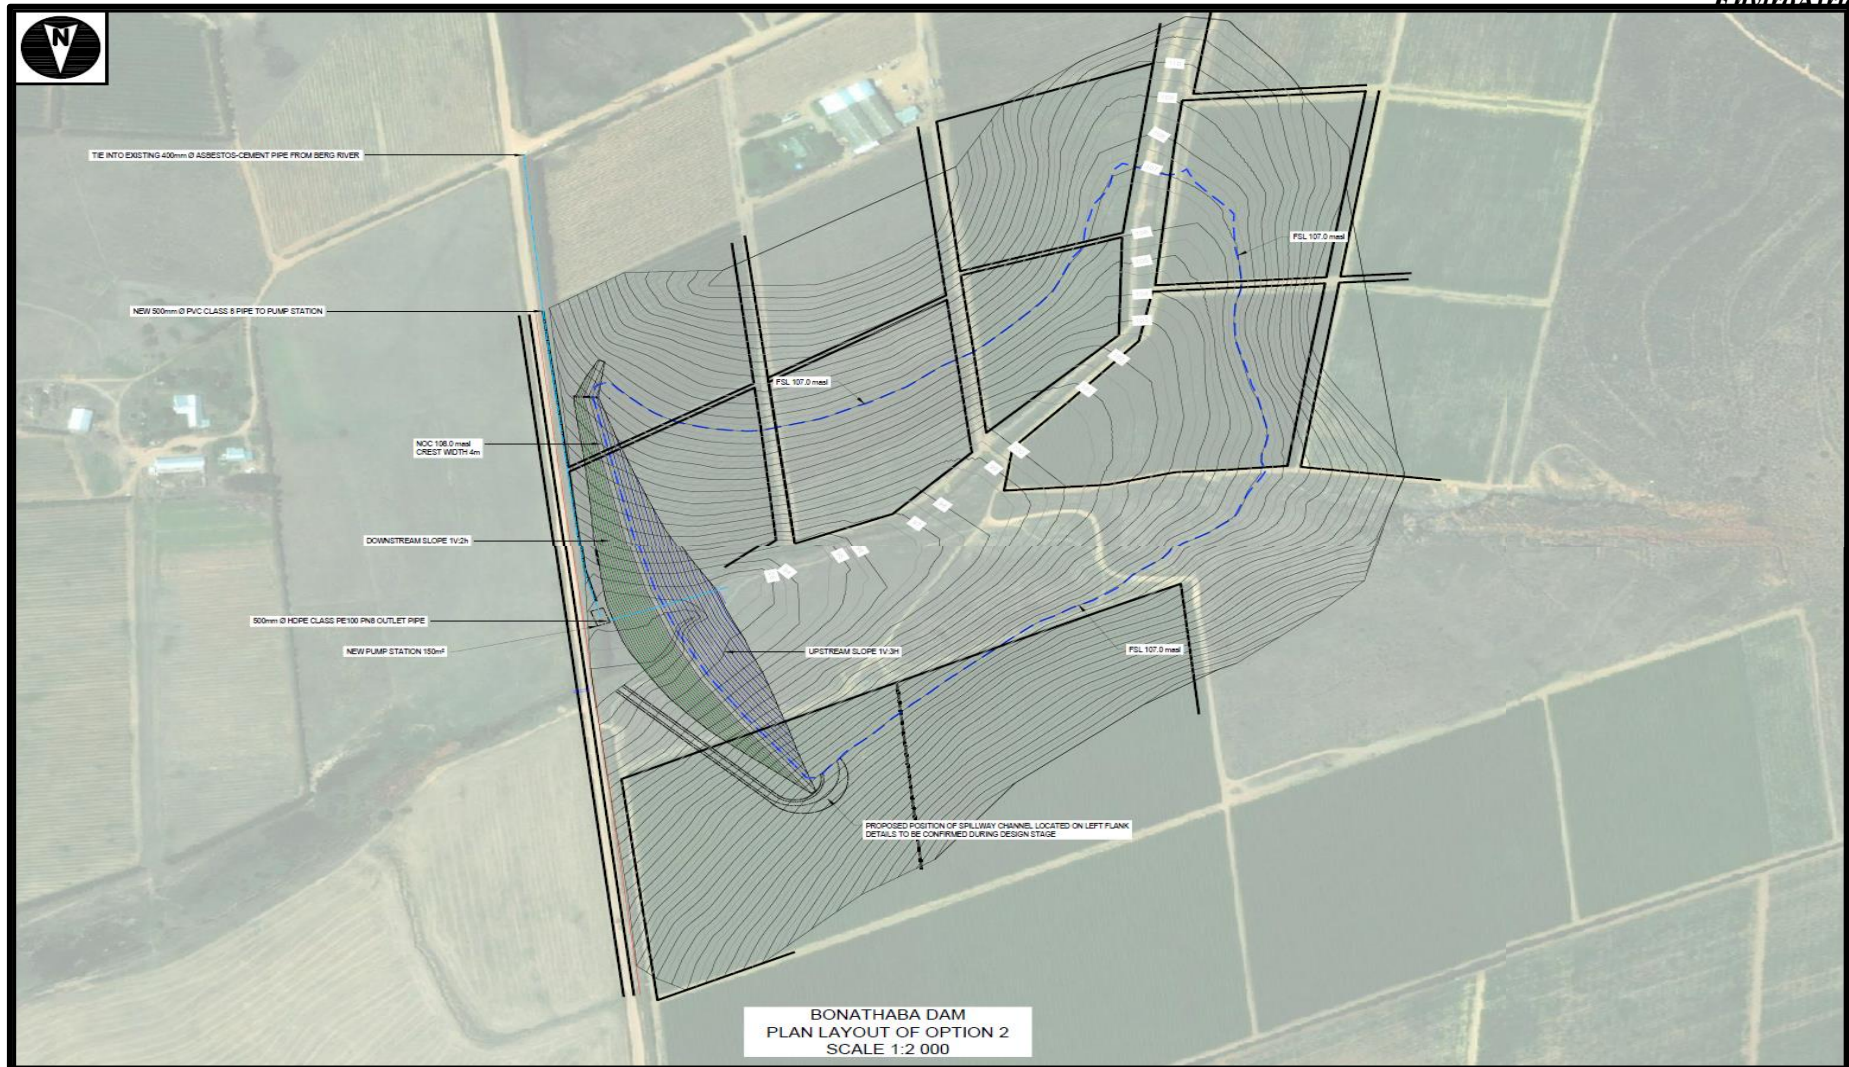 N
TIE INTO EXISTING 400mm Ø ASBESTOS-CEMENT PIPE FROM BERG RIVER
FSL 107.0 masl
NEW 500mm Ø PVC CLASS 6 PIPE TO PUMP STATION
FSL 107.0 masl
NOC 108.0 masl
CREST WIDTH 4m
DOWNSTREAM SLOPE 1V:2h
500mm Ø HDPE CLASS PE100 PN8 OUTLET PIPE
NEW PUMP STATION 150m²
UPSTREAM SLOPE 1V:3H
FSL 107.0 masl
PROPOSED POSITION OF SPILLWAY CHANNEL LOCATED ON LEFT FLANK
DETAILS TO BE CONFIRMED DURING DESIGN STAGE
BONATHABA DAM
PLAN LAYOUT OF OPTION 2
SCALE 1:2 000